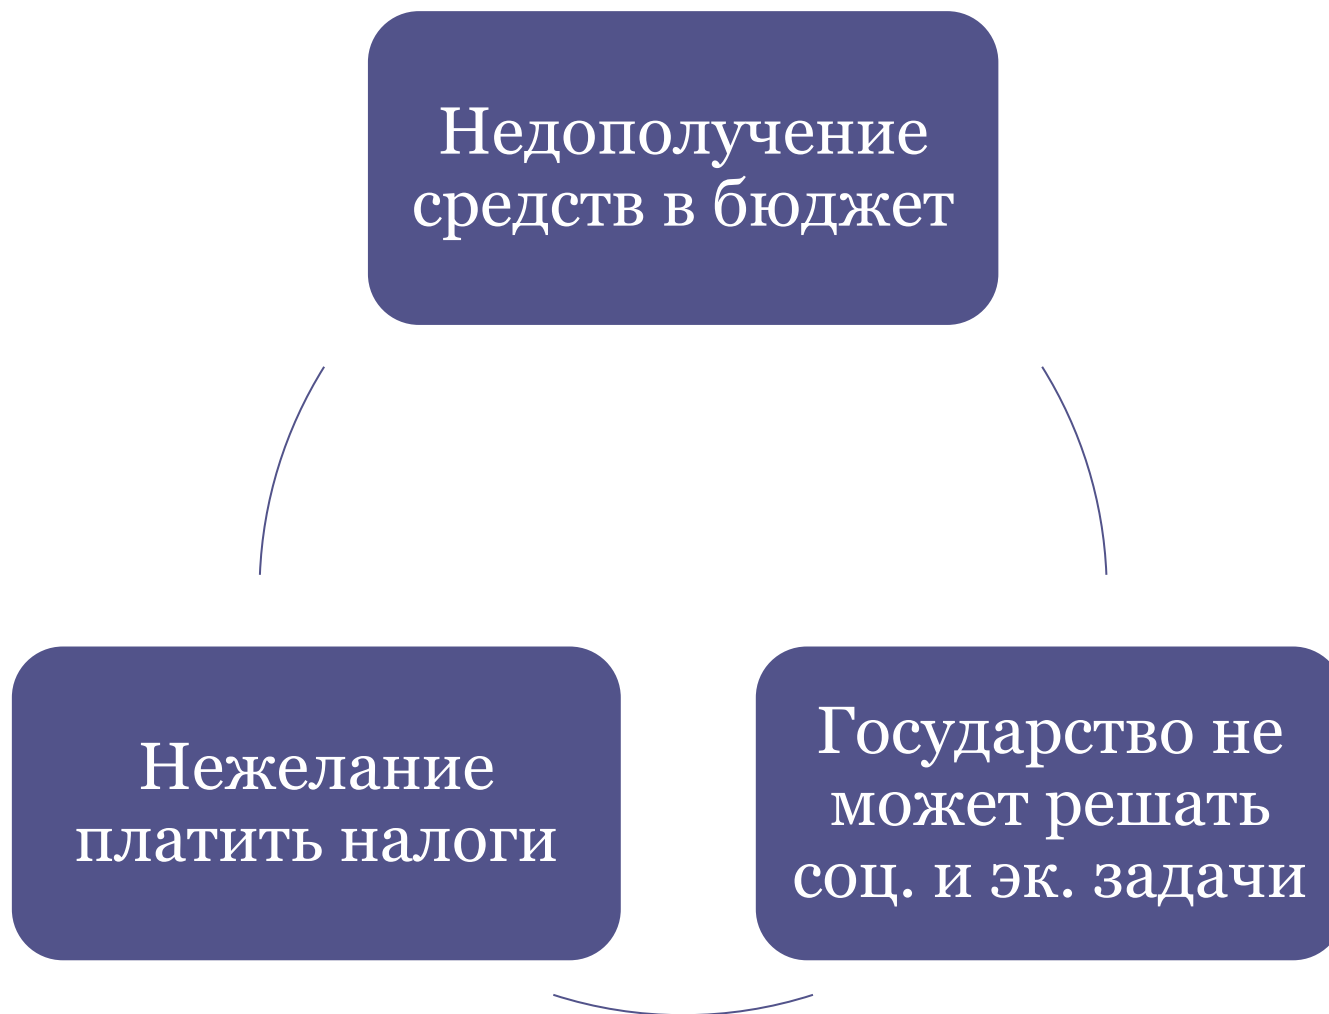 Недополучение
средств в бюджет
Нежелание
платить налоги
Государство не
может решать
соц. и эк. задачи